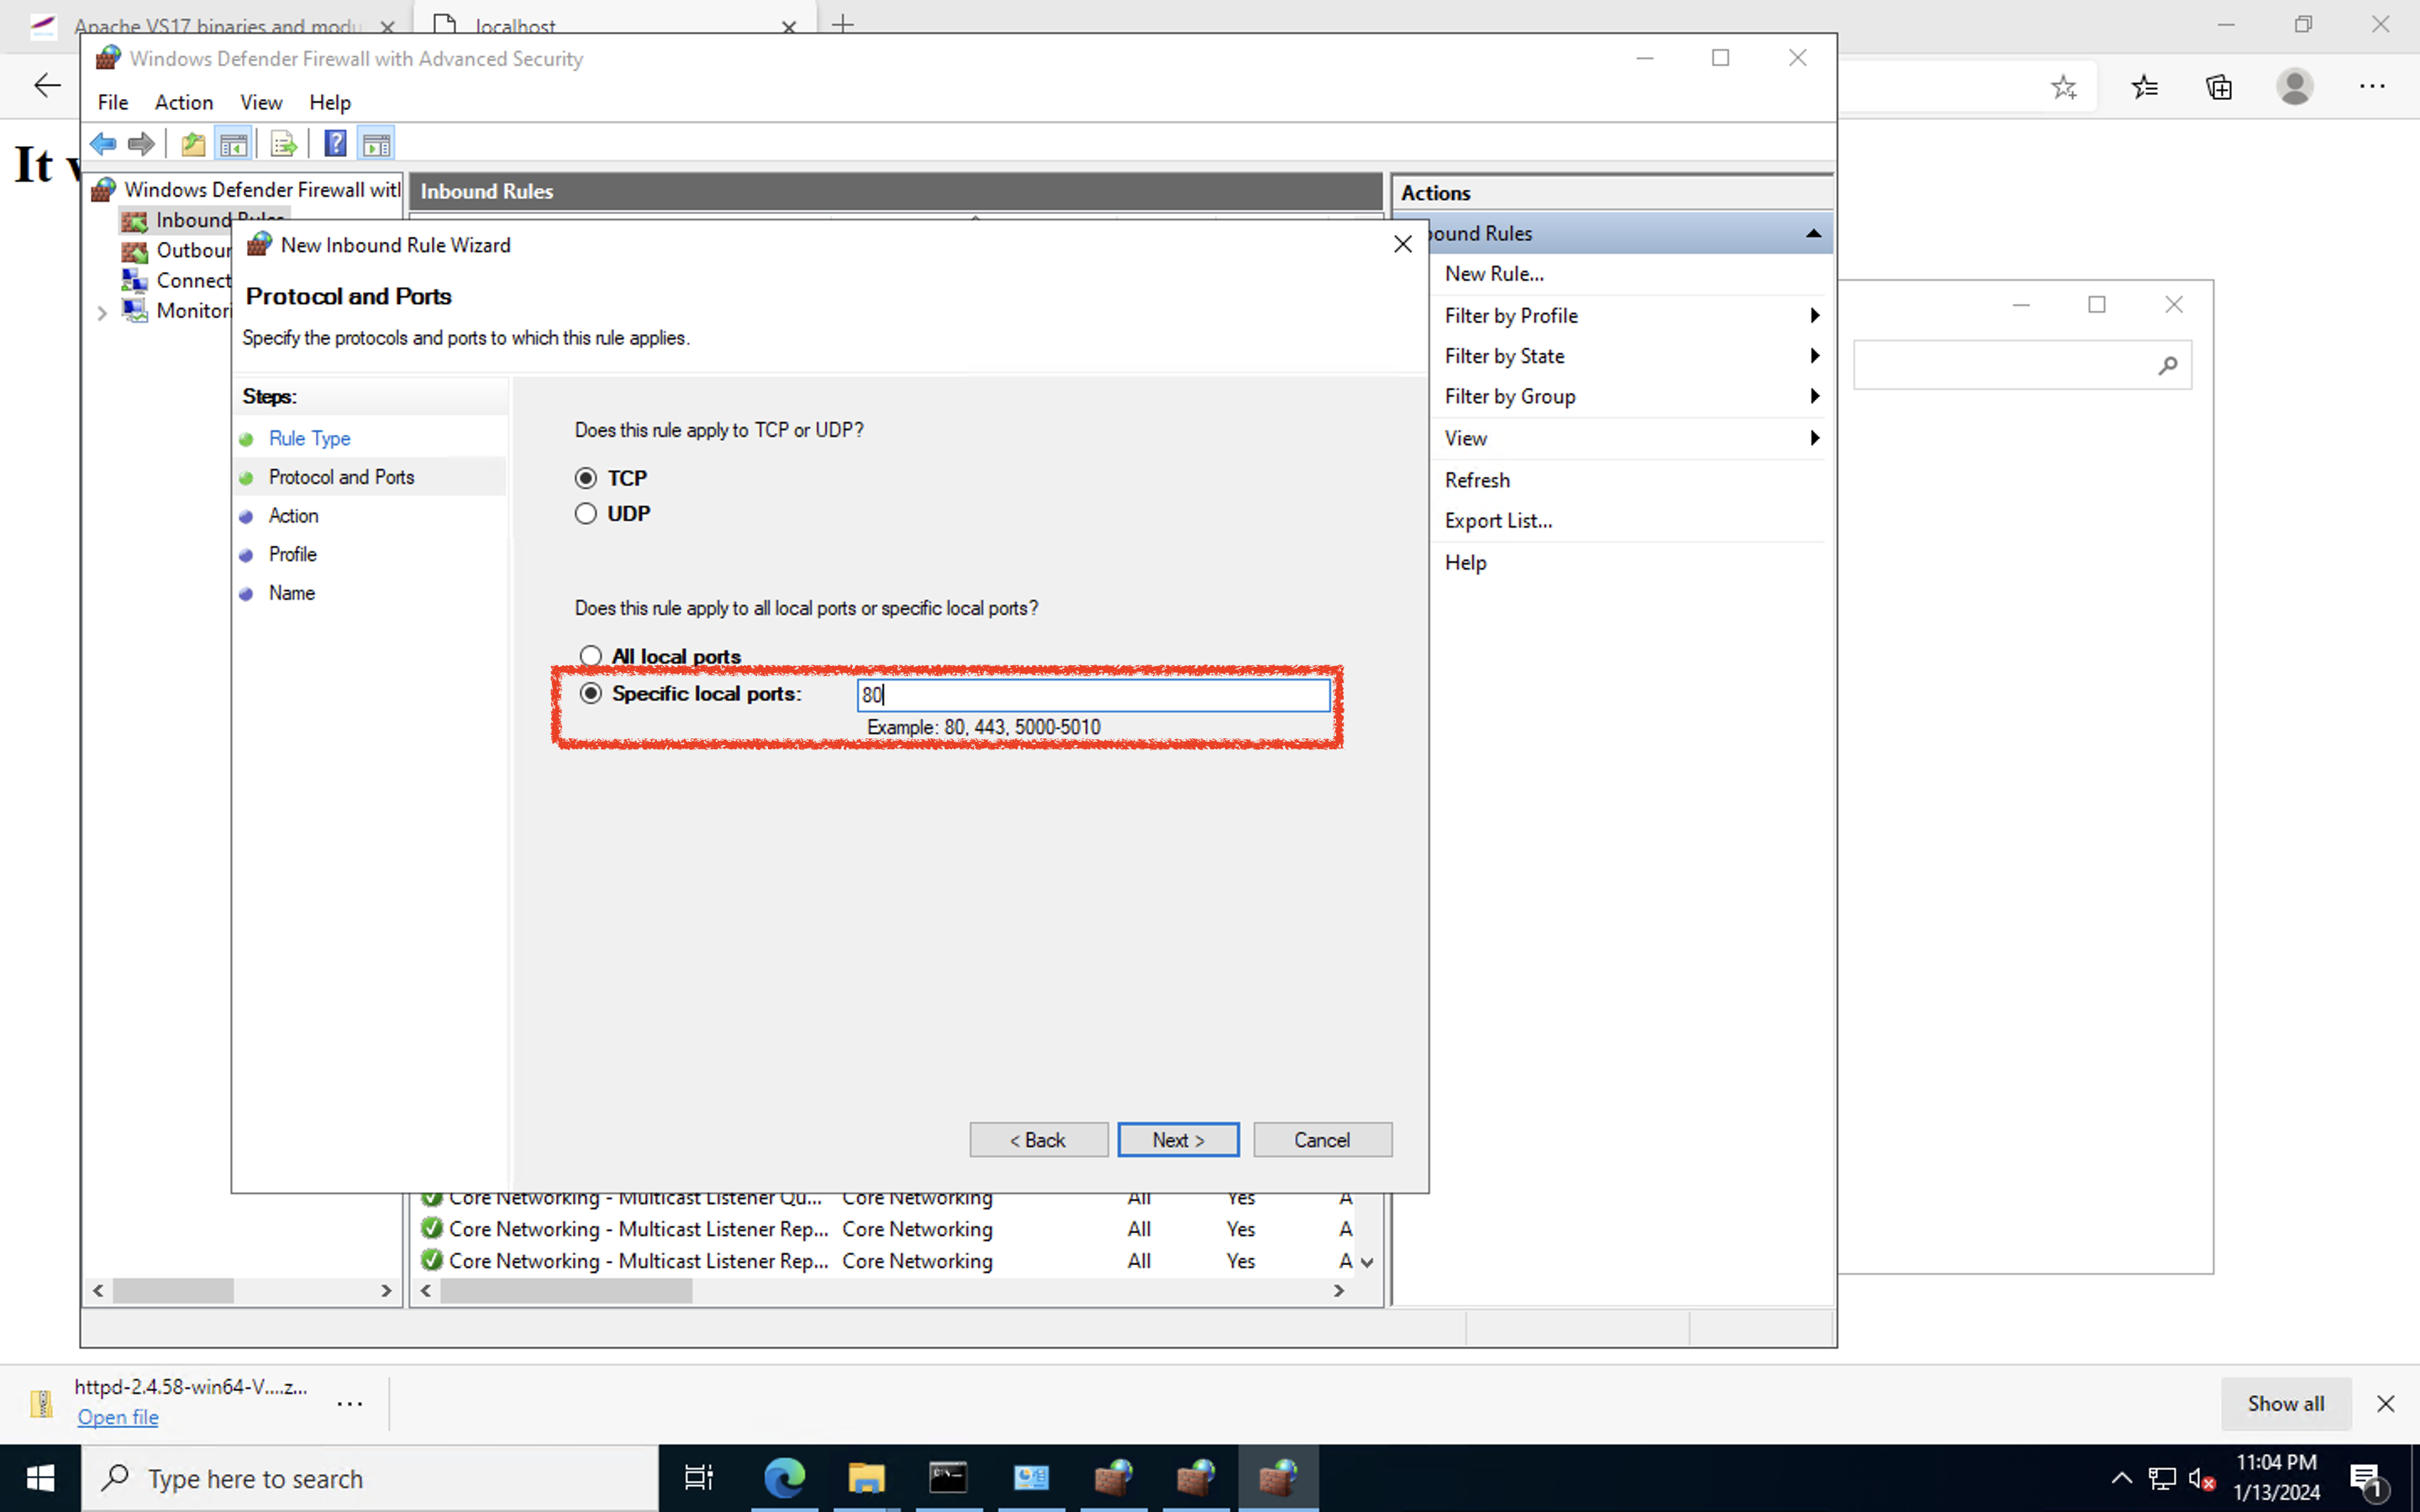 Apache VS17 binaries and modu
localhost
Windows Defender Firewall with Advanced Security
File Action View Help
It
Windows Defender Firewall with
Inbound Rules
Outbour
Connect
Monitori
Inbound Rules
New Inbound Rule Wizard
Protocol and Ports
Specify the protocols and ports to which this rule applies.
Steps:
Rule Type
Protocol and Ports
Action
Profile
Name
Does this rule apply to TCP or UDP?
TCP
UDP
Does this rule apply to all local ports or specific local ports?
All local ports
Specific local ports: 80
Example: 80, 443, 5000-5010
< Back Next > Cancel
Actions
bound Rules
New Rule...
Filter by Profile
Filter by State
Filter by Group
View
Refresh
Export List...
Help
Core Networking - Multicast Listener Qu... Core Networking All Yes A
Core Networking - Multicast Listener Rep... Core Networking All Yes A
Core Networking - Multicast Listener Rep... Core Networking All Yes A
httpd-2.4.58-win64-V....z...
Open file
Show all
Type here to search
11:04 PM
1/13/2024
1